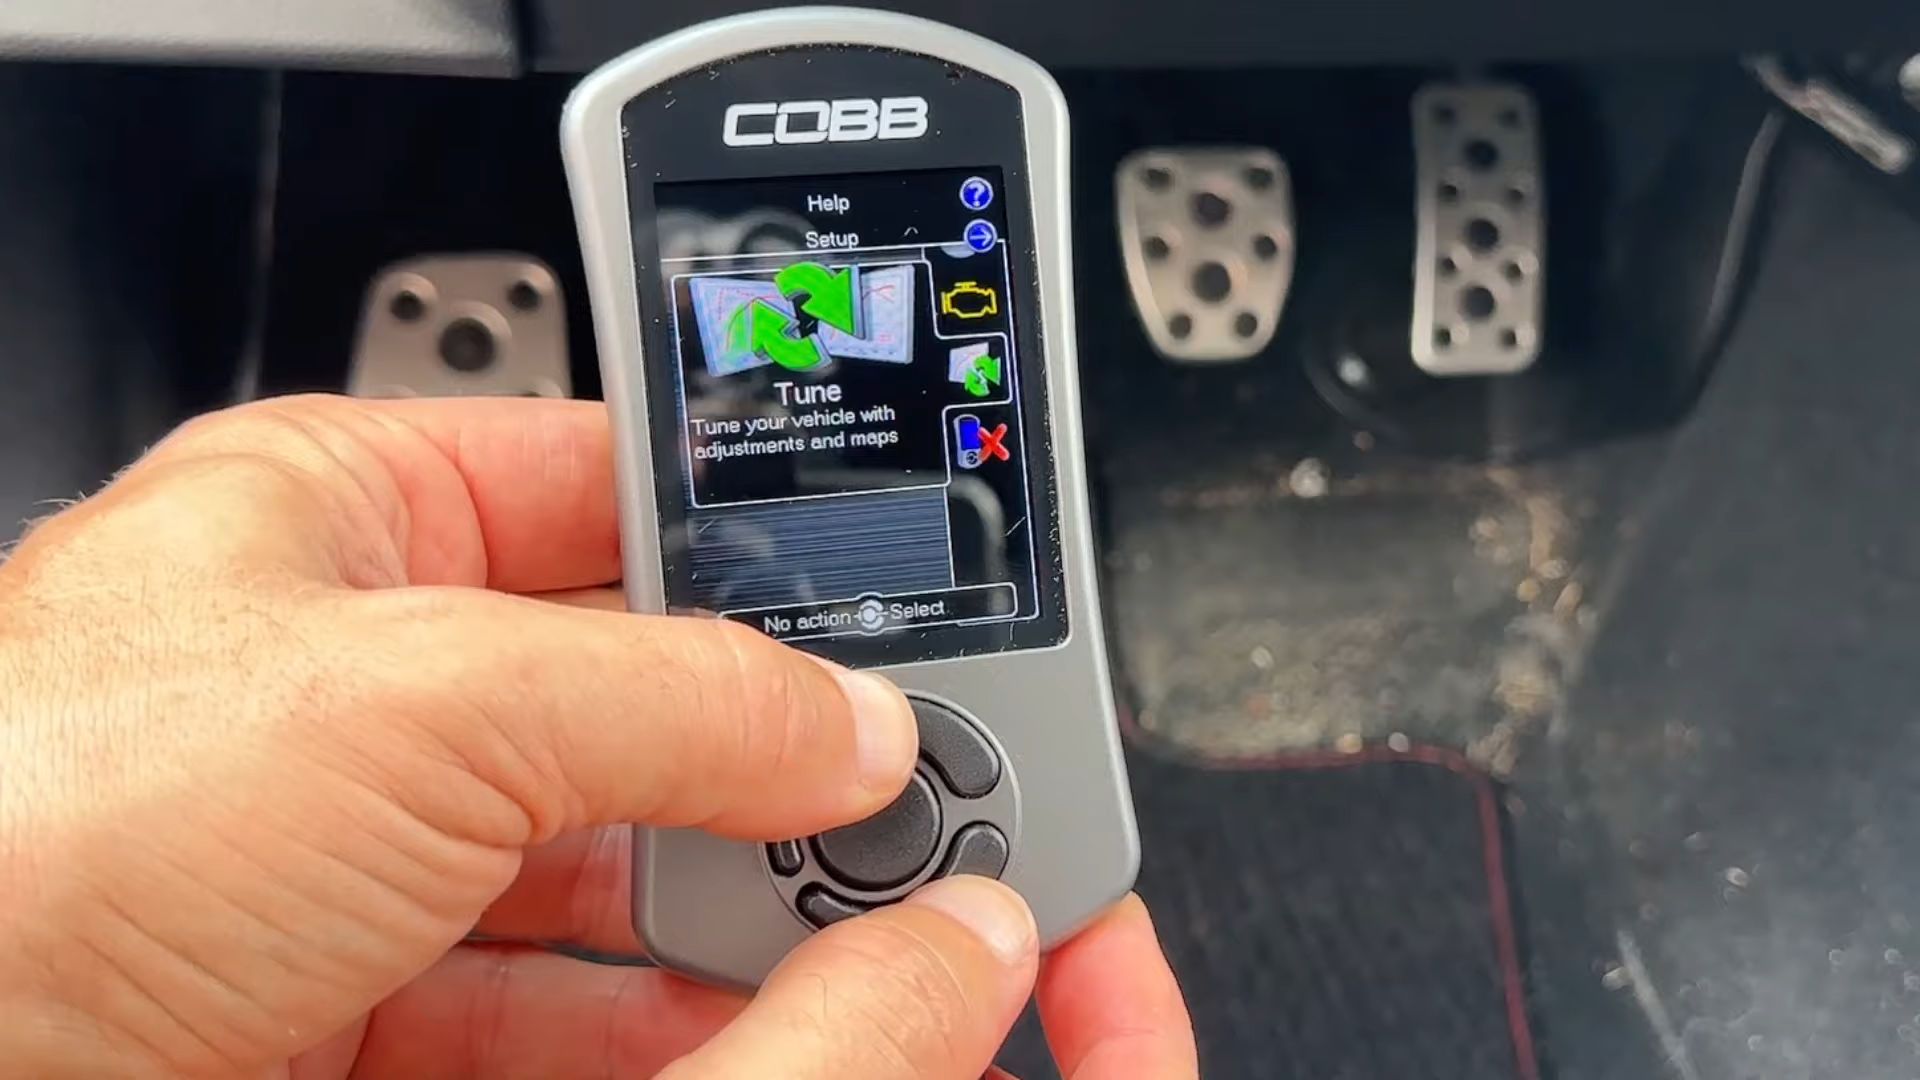 COBB
Help
Setup
Tune
Tune your vehicle with
adjustments and maps
No action Select